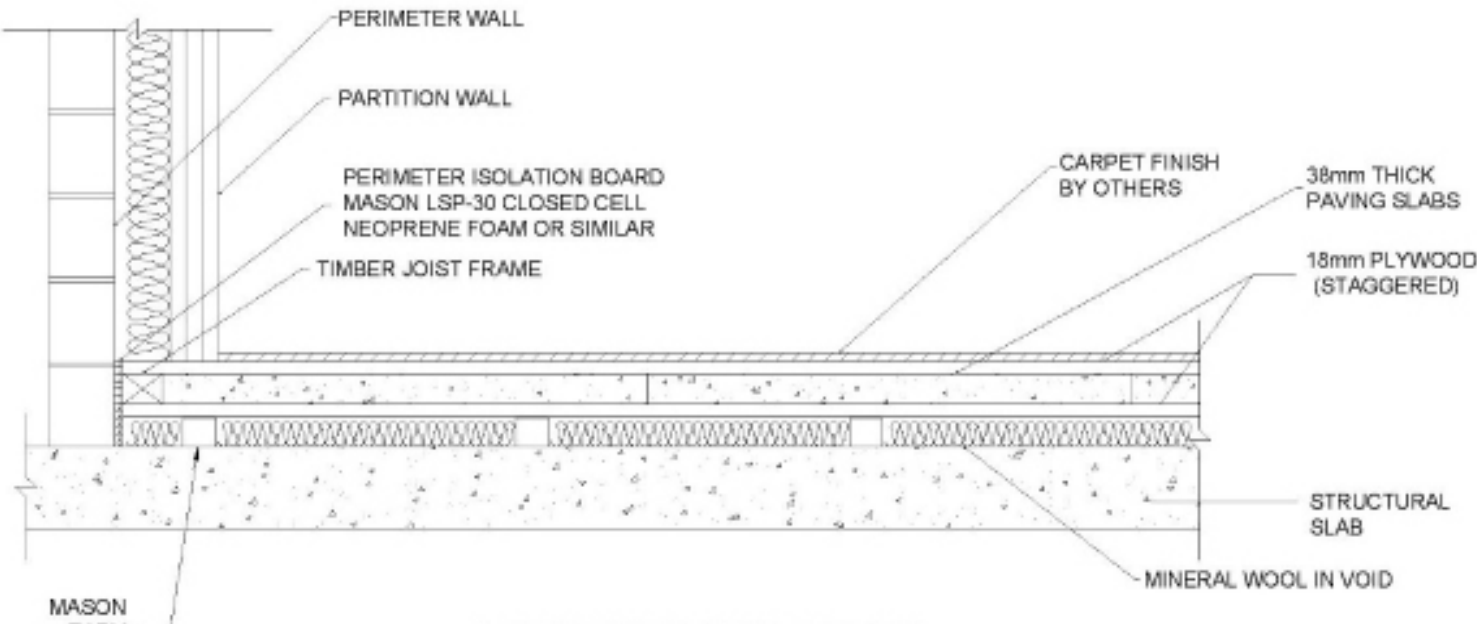 PERIMETER WALL
PARTITION WALL
PERIMETER ISOLATION BOARD
MASON LSP-30 CLOSED CELL
NEOPRENE FOAM OR SIMILAR
TIMBER JOIST FRAME
CARPET FINISH
BY OTHERS
38mm THICK
PAVING SLABS
18mm PLYWOOD
(STAGGERED)
STRUCTURAL
SLAB
MINERAL WOOL IN VOID
MASON